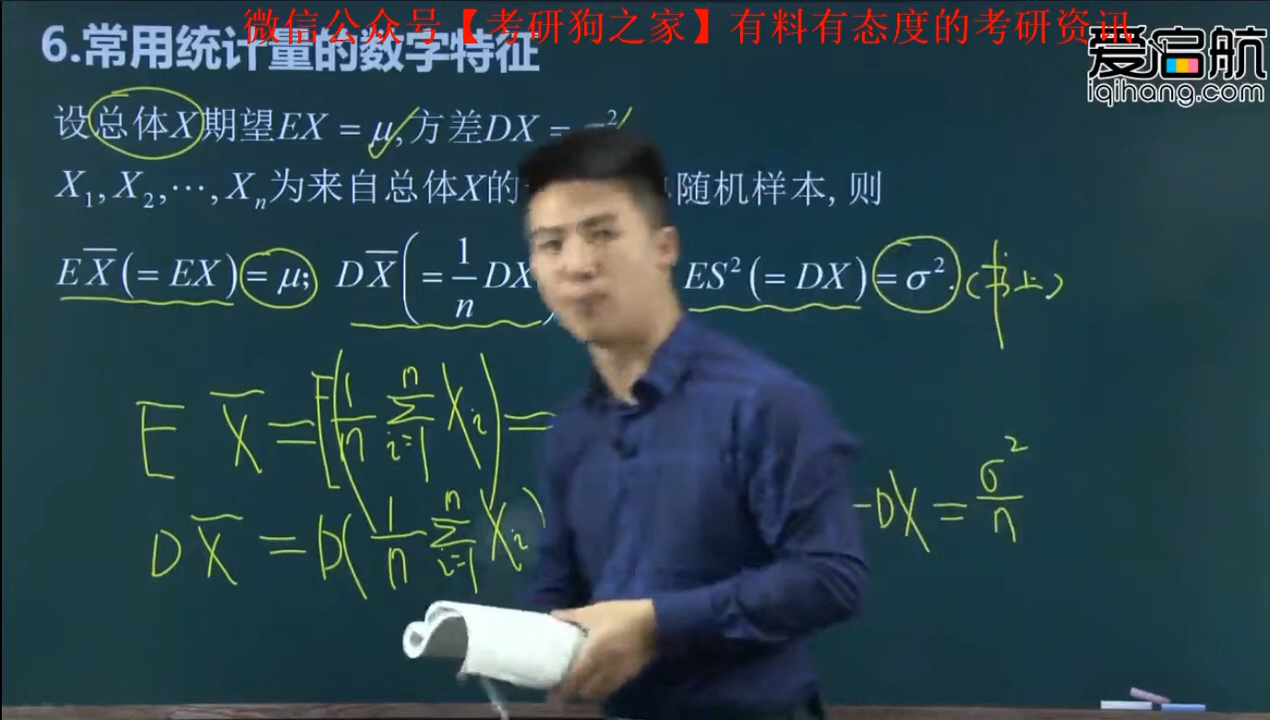 微信公众号【考研狗之家】有料有态度的考研资讯
6.常用统计量的数字特征
爱启航
iqihang.com
设总体X期望EX = μ, 方差DX = σ²
X₁, X₂, ⋯, Xₙ为来自总体X的 随机样本, 则
EX̅(= EX) = μ; DX̅(= 1/n DX ES²(= DX) = σ². (书上)
E X̅ = E(1/n ∑ᵢ₌₁ⁿ Xᵢ) =
D X̅ = D(1/n ∑ᵢ₌₁ⁿ Xᵢ) DX = σ²/n